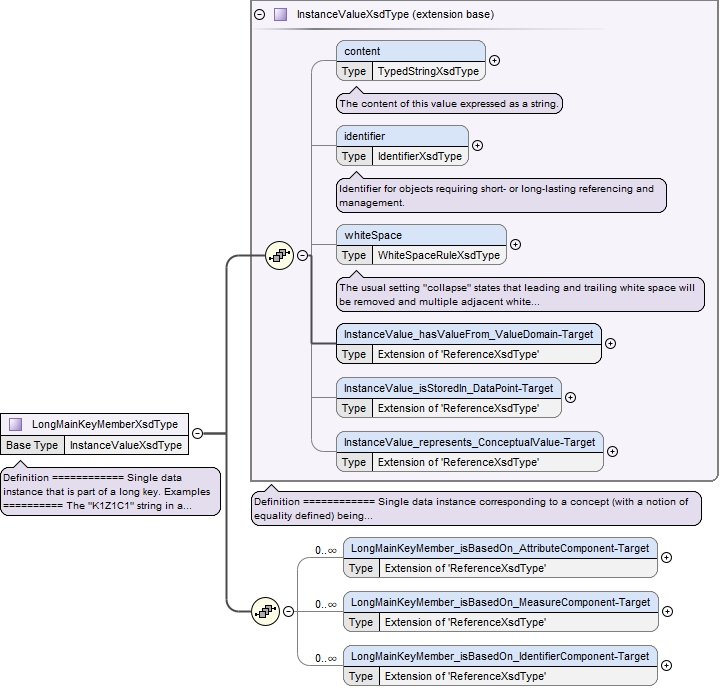 InstanceValueXsdType (extension base)
content
Type TypedStringXsdType
The content of this value expressed as a string.
identifier
Type IdentifierXsdType
Identifier for objects requiring short- or long-lasting referencing and
management.
whiteSpace
Type WhiteSpaceRuleXsdType
The usual setting "collapse" states that leading and trailing white space will
be removed and multiple adjacent white...
InstanceValue_hasValueFrom_ValueDomain-Target
Type Extension of 'ReferenceXsdType'
InstanceValue_isStoredIn_DataPoint-Target
Type Extension of 'ReferenceXsdType'
InstanceValue_represents_ConceptualValue-Target
Type Extension of 'ReferenceXsdType'
LongMainKeyMemberXsdType
Base Type InstanceValueXsdType
Definition ============ Single data
instance that is part of a long key. Examples
========== The "K1Z1C1" string in a...
Definition ============ Single data instance corresponding to a concept (with a notion of
equality defined) being...
0..∞ LongMainKeyMember_isBasedOn_AttributeComponent-Target
Type Extension of 'ReferenceXsdType'
0..∞ LongMainKeyMember_isBasedOn_MeasureComponent-Target
Type Extension of 'ReferenceXsdType'
0..∞ LongMainKeyMember_isBasedOn_IdentifierComponent-Target
Type Extension of 'ReferenceXsdType'